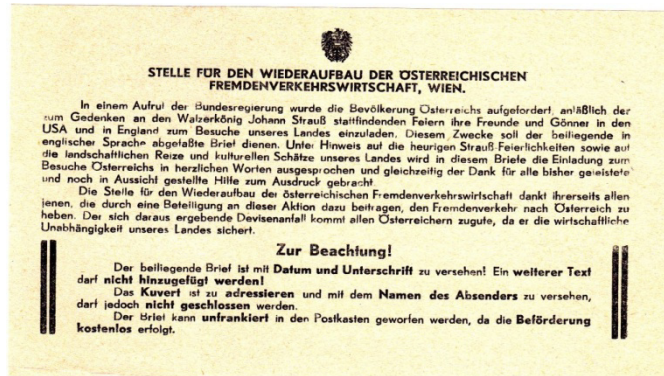 STELLE FÜR DEN WIEDERAUFBAU DER ÖSTERREICHISCHEN
FREMDENVERKEHRSWIRTSCHAFT, WIEN.
In einem Aufruf der Bundesregierung wurde die Bevölkerung Österreichs aufgefordert, anläßlich der
zum Gedenken an den Walzerkönig Johann Strauß stattfindenden Feiern ihre Freunde und Gönner in den
USA und in England zum Besuche unseres Landes einzuladen. Diesem Zwecke soll der beiliegende in
englischer Sprache abgefaßte Brief dienen. Unter Hinweis auf die heurigen Strauß-Feierlichkeiten sowie auf
die landschaftlichen Reize und kulturellen Schätze unseres Landes wird in diesem Briefe die Einladung zum
Besuche Österreichs in herzlichen Worten ausgesprochen und gleichzeitig der Dank für alle bisher geleistete
und noch in Aussicht gestellte Hilfe zum Ausdruck gebracht.
Die Stelle für den Wiederaufbau der österreichischen Fremdenverkehrswirtschaft dankt ihrerseits allen
jenen, die durch eine Beteiligung an dieser Aktion dazu beitragen, den Fremdenverkehr nach Österreich zu
heben. Der sich daraus ergebende Devisenanfall kommt allen Österreichern zugute, da er die wirtschaftliche
Unabhängigkeit unseres Landes sichert.
Zur Beachtung!
Der beiliegende Brief ist mit Datum und Unterschrift zu versehen! Ein weiterer Text
darf nicht hinzugefügt werden!
Das Kuvert ist zu adressieren und mit dem Namen des Absenders zu versehen,
darf jedoch nicht geschlossen werden.
Der Brief kann unfrankiert in den Postkasten geworfen werden, da die Beförderung
kostenlos erfolgt.